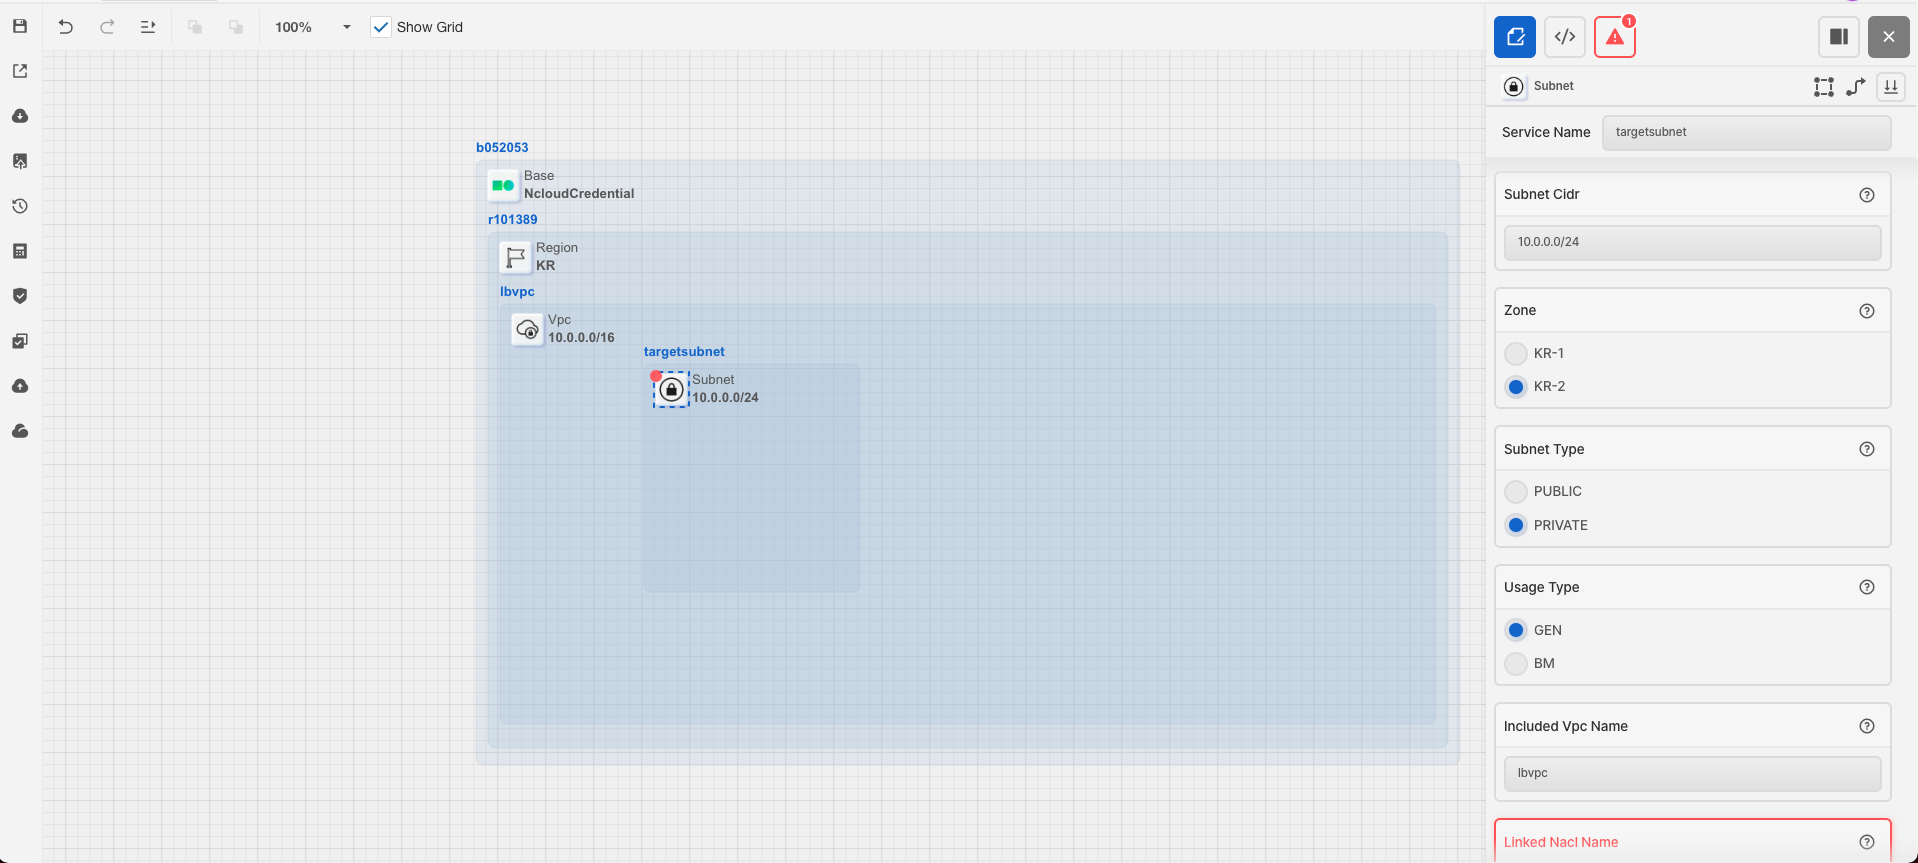 100%
Show Grid
1
Subnet
Service Name
targetsubnet
b052053
Base
NcloudCredential
r101389
Region
KR
lbvpc
Vpc
10.0.0.0/16
targetsubnet
Subnet
10.0.0.0/24
Subnet Cidr
10.0.0.0/24
Zone
KR-1
KR-2
Subnet Type
PUBLIC
PRIVATE
Usage Type
GEN
BM
Included Vpc Name
lbvpc
Linked Nacl Name